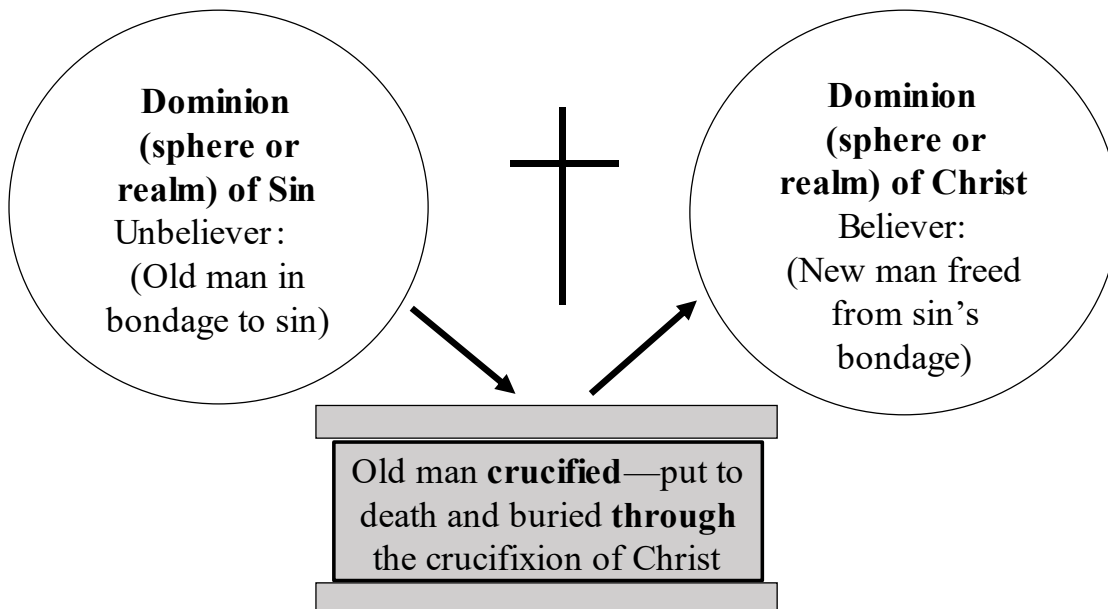 Dominion
(sphere or
realm) of Sin
Unbeliever:
(Old man in
bondage to sin)
Dominion
(sphere or
realm) of Christ
Believer:
(New man freed
from sin’s
bondage)
Old man crucified—put to
death and buried through
the crucifixion of Christ